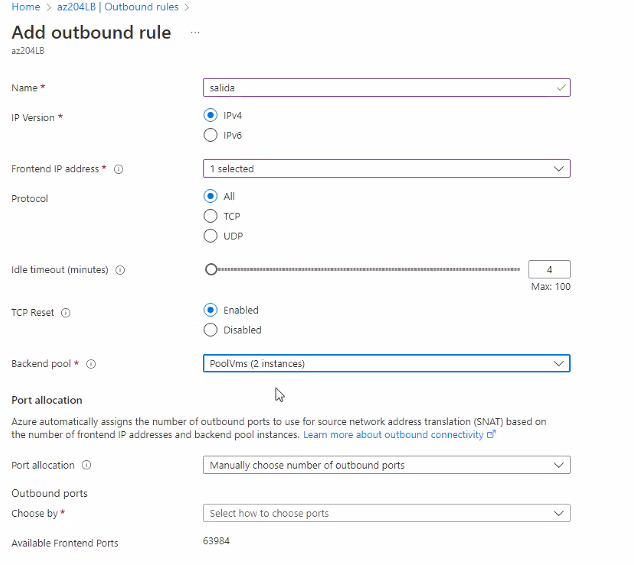 Home > az204LB | Outbound rules >
Add outbound rule ...
az204LB
Name * salida
IP Version * IPv4
IPv6
Frontend IP address * 1 selected
Protocol All
TCP
UDP
Idle timeout (minutes) 4
Max: 100
TCP Reset Enabled
Disabled
Backend pool * PoolVms (2 instances)
Port allocation
Azure automatically assigns the number of outbound ports to use for source network address translation (SNAT) based on
the number of frontend IP addresses and backend pool instances. Learn more about outbound connectivity
Port allocation Manually choose number of outbound ports
Outbound ports
Choose by * Select how to choose ports
Available Frontend Ports 63984